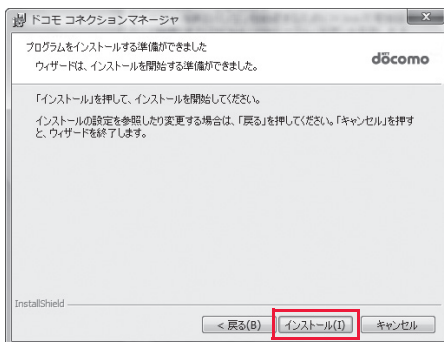 ドコモ コネクションマネージャ
x
プログラムをインストールする準備ができました
ウィザードは、インストールを開始する準備ができました。
döcomo
「インストール」を押して、インストールを開始してください。
インストールの設定を参照したり変更する場合は、「戻る」を押してください。「キャンセル」を押す
と、ウィザードを終了します。
InstallShield
< 戻る(B)
インストール(I)
キャンセル